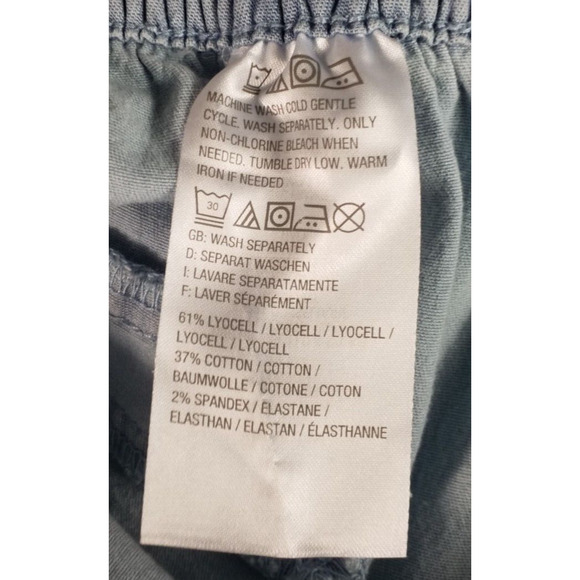 MACHINE WASH COLD GENTLE
CYCLE. WASH SEPARATELY. ONLY
NON-CHLORINE BLEACH WHEN
NEEDED. TUMBLE DRY LOW. WARM
IRON IF NEEDED
30
GB: WASH SEPARATELY
D: SEPARAT WASCHEN
I: LAVARE SEPARATAMENTE
F: LAVER SÉPARÉMENT
61% LYOCELL / LYOCELL / LYOCELL /
LYOCELL / LYOCELL
37% COTTON / COTTON /
BAUMWOLLE / COTONE / COTON
2% SPANDEX / ÉLASTANE /
ELASTHAN / ELASTAN / ÉLASTHANNE